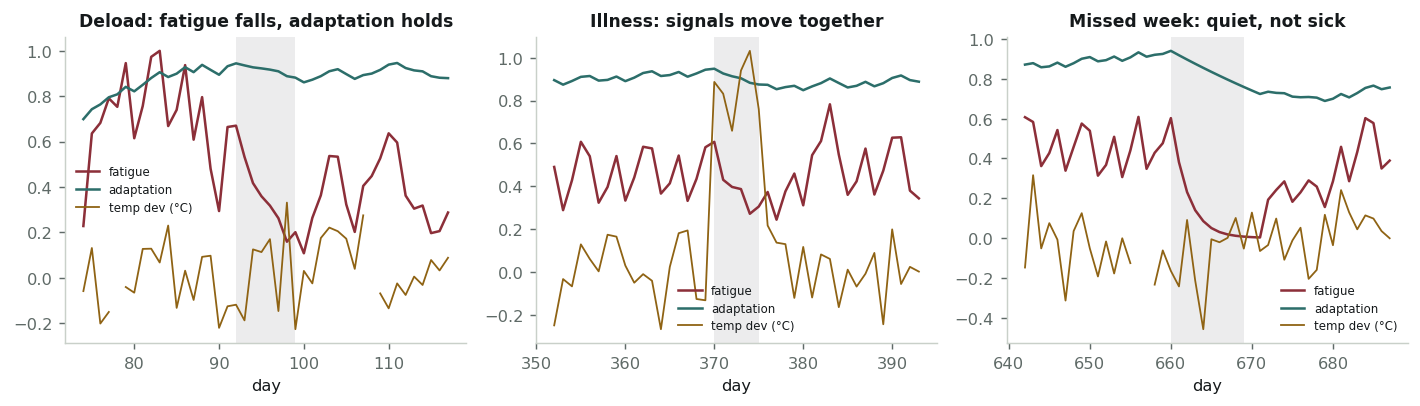 Deload: fatigue falls, adaptation holds
1.0
0.8
0.6
0.4
0.2
0.0
−0.2
fatigue
adaptation
temp dev (°C)
80
90
100
110
day
Illness: signals move together
1.0
0.8
0.6
0.4
0.2
0.0
−0.2
fatigue
adaptation
temp dev (°C)
350
360
370
380
390
day
Missed week: quiet, not sick
1.0
0.8
0.6
0.4
0.2
0.0
−0.2
−0.4
fatigue
adaptation
temp dev (°C)
640
650
660
670
680
day